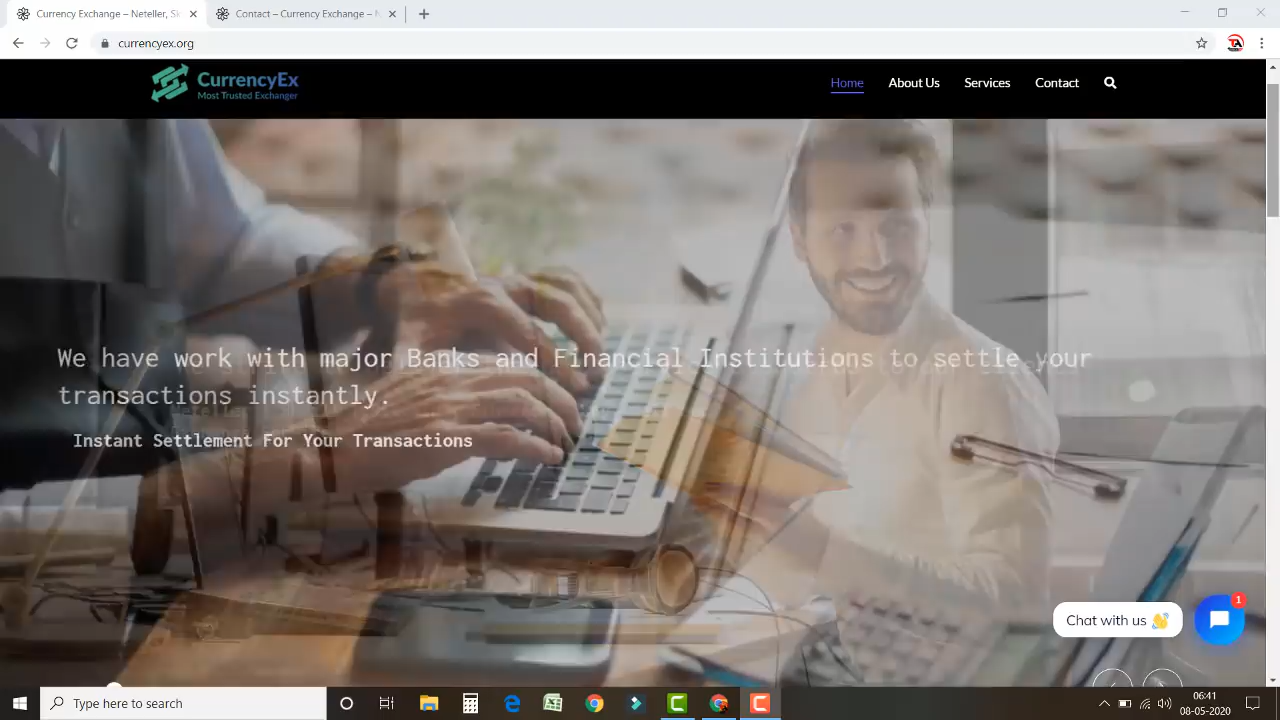 Currency Exchange – Neteller, Sk
Contact – Currency Exchange – N
currencyex.org
CurrencyEx
Most Trusted Exchanger
Home
About Us
Services
Contact
We have work with major Banks and Financial Institutions to settle your
transactions instantly.
Instant Settlement For Your Transactions
Chat with us 👋
1
Type here to search
06:41
08-05-2020